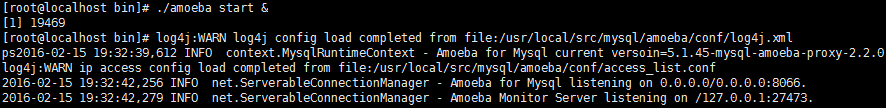 [root@localhost bin]# ./amoeba start &
[1] 19469
[root@localhost bin]# log4j:WARN log4j config load completed from file:/usr/local/src/mysql/amoeba/conf/log4j.xml
ps2016-02-15 19:32:39,612 INFO  context.MysqlRuntimeContext - Amoeba for Mysql current versoin=5.1.45-mysql-amoeba-proxy-2.2.0
log4j:WARN ip access config load completed from file:/usr/local/src/mysql/amoeba/conf/access_list.conf
2016-02-15 19:32:42,256 INFO  net.ServerableConnectionManager - Amoeba for Mysql listening on 0.0.0.0/0.0.0.0:8066.
2016-02-15 19:32:42,279 INFO  net.ServerableConnectionManager - Amoeba Monitor Server listening on /127.0.0.1:27473.